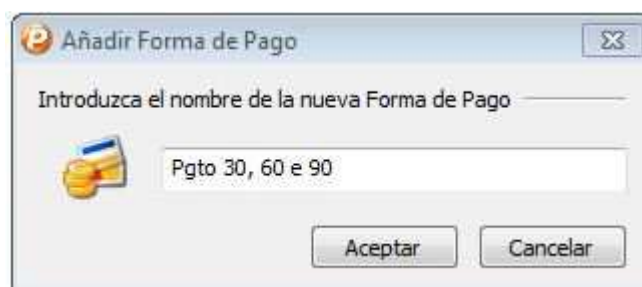 Añadir Forma de Pago
Introduzca el nombre de la nueva Forma de Pago
Pgto 30, 60 e 90
Aceptar Cancelar